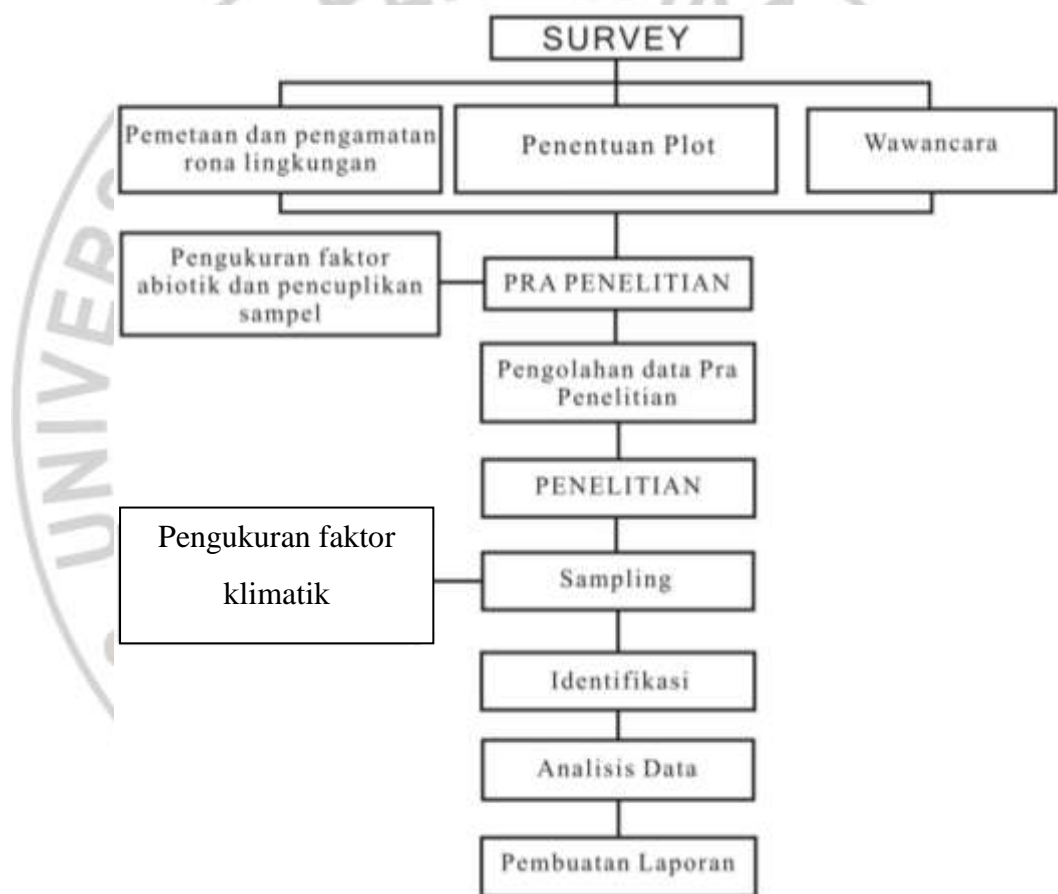 SURVEY
Pemetaan dan pengamatan
rona lingkungan
Penentuan Plot
Wawancara
Pengukuran faktor
abiotik dan pencuplikan
sampel
PRA PENELITIAN
Pengolahan data Pra
Penelitian
PENELITIAN
Pengukuran faktor
klimatik
Sampling
Identifikasi
Analisis Data
Pembuatan Laporan